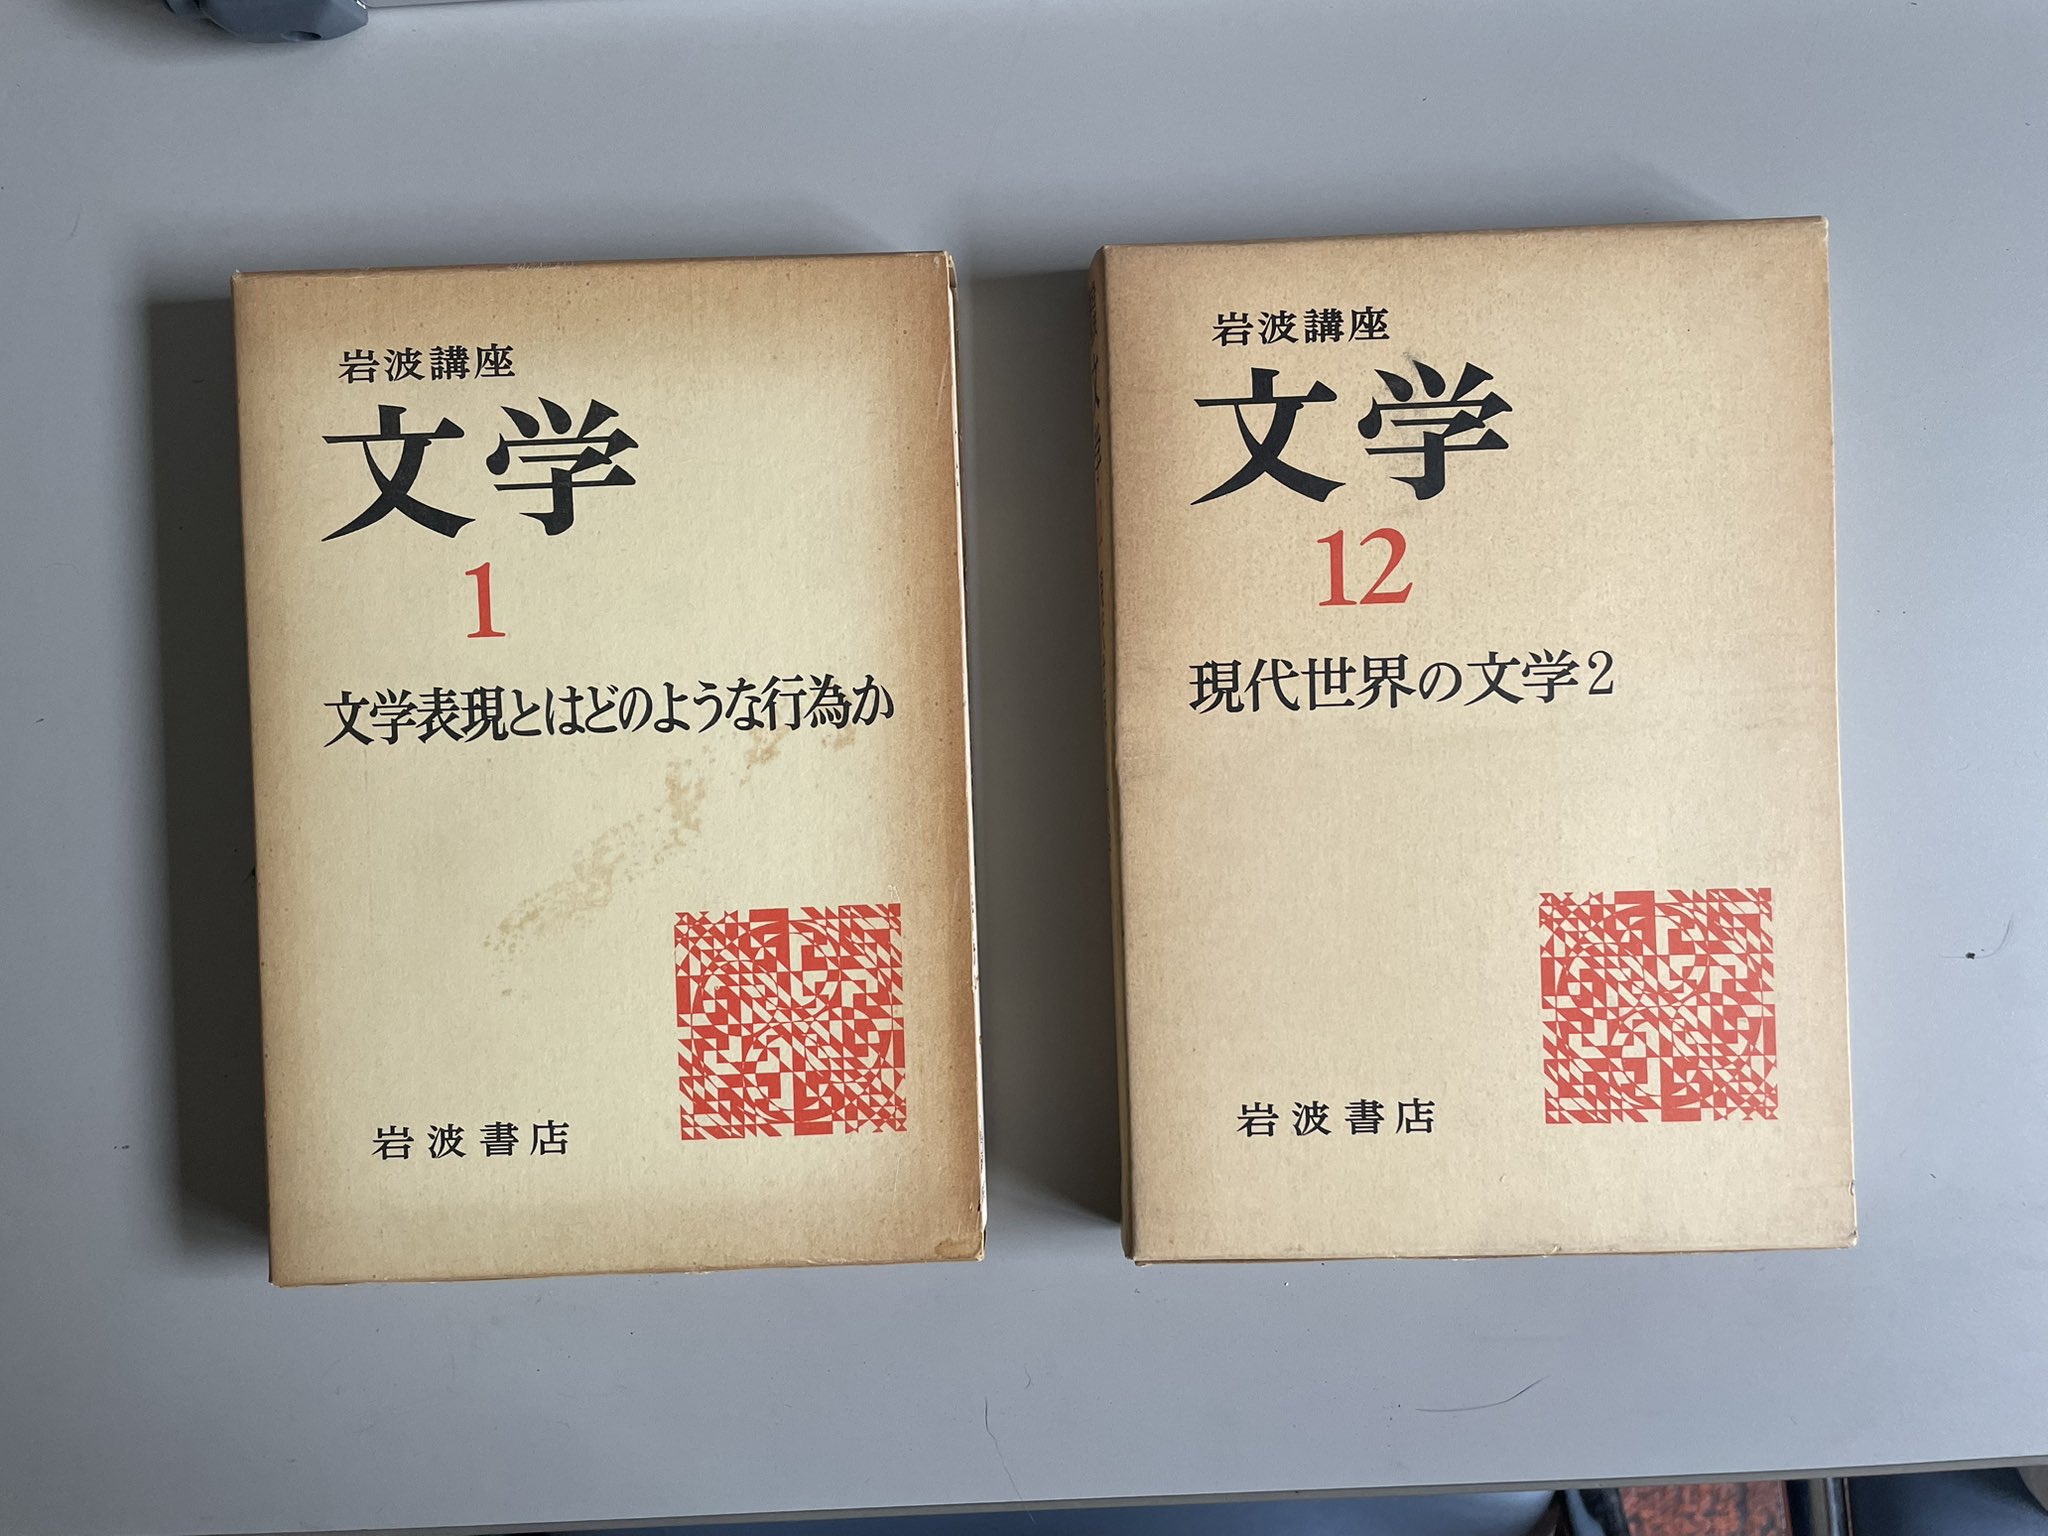 岩波講座
文学
1
文学表現とはどのような行為か
岩波書店
岩波講座
文学
12
現代世界の文学2
岩波書店